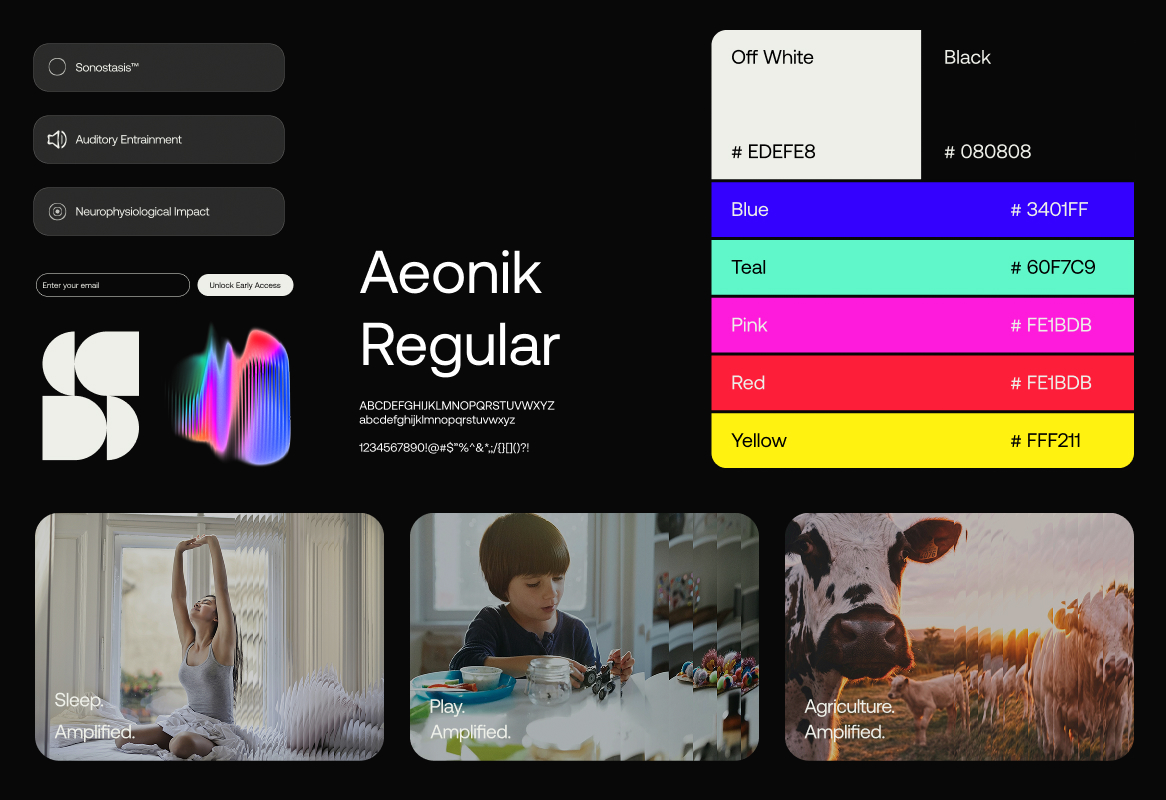 Sonostasis™
Auditory Entrainment
Neurophysiological Impact
Enter your email
Unlock Early Access
Aeonik
Regular
ABCDEFGHIJKLMNOPQRSTUVWXYZ
abcdefghijklmnopqrstuvwxyz
1234567890!@#$"%^&*,;/{}[]()?!
Off White
# EDEFE8
Black
# 080808
Blue # 3401FF
Teal # 60F7C9
Pink # FE1BDB
Red # FE1BDB
Yellow # FFF211
Sleep.
Amplified.
Play.
Amplified.
Agriculture.
Amplified.